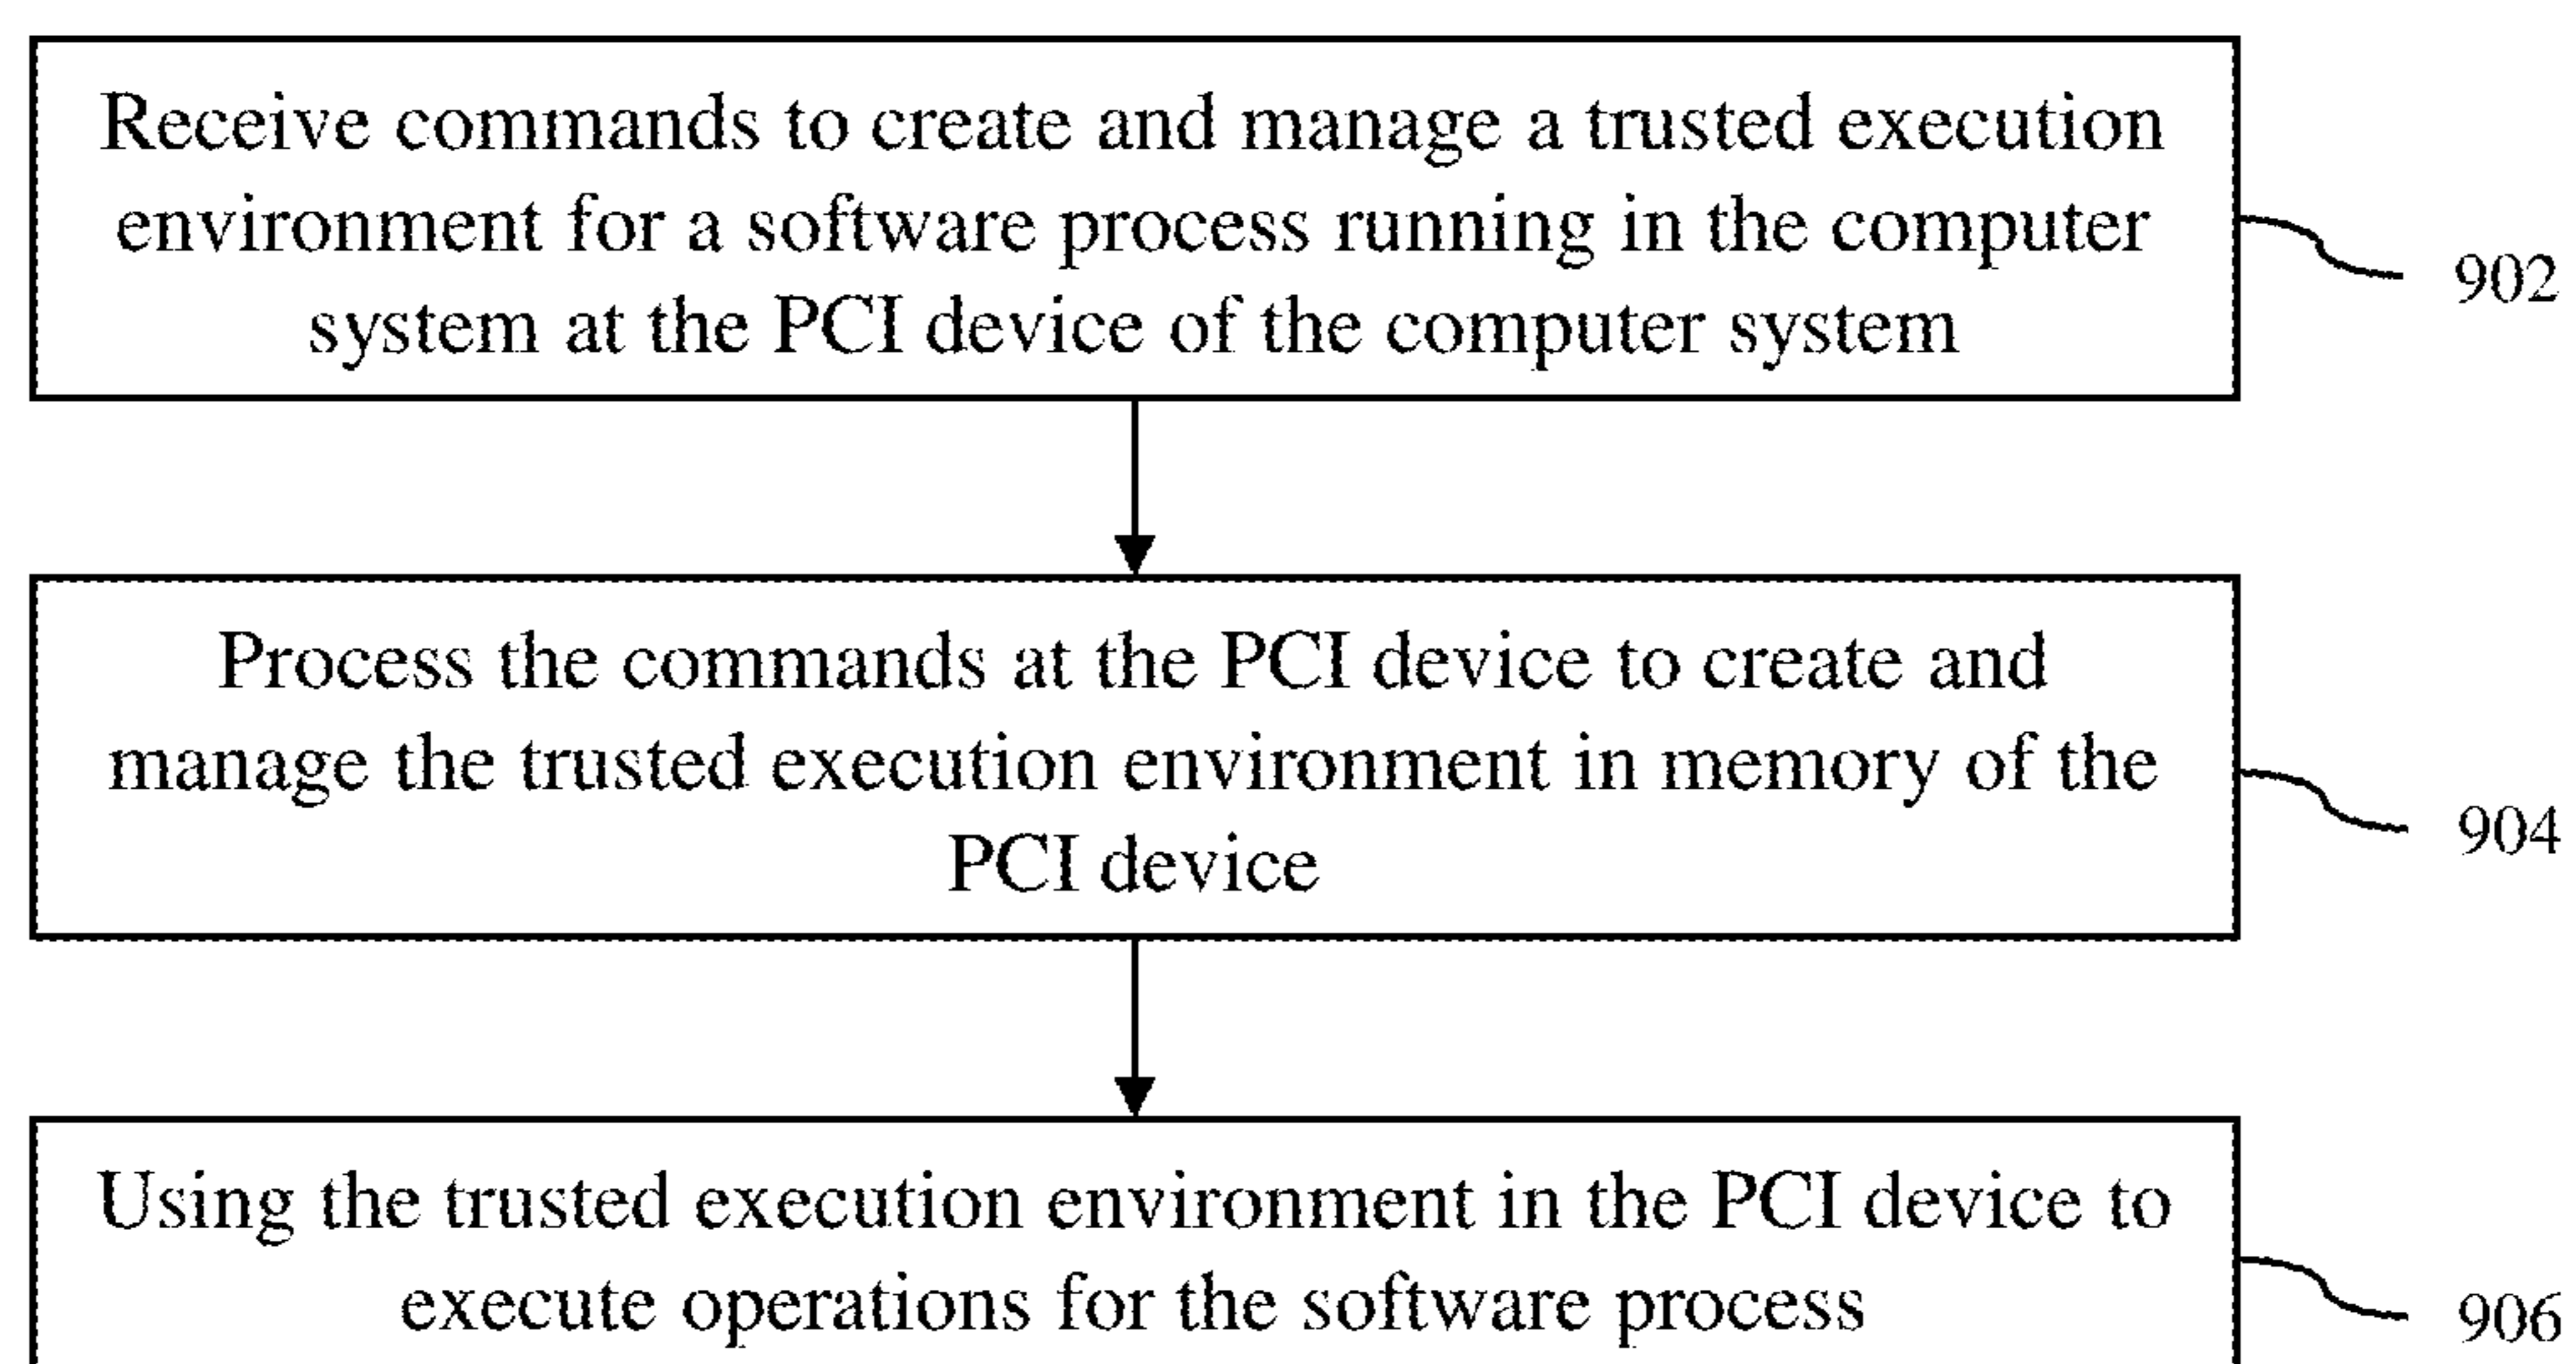 Receive commands to create and manage a trusted execution
environment for a software process running in the computer
system at the PCI device of the computer system
902
Process the commands at the PCI device to create and
manage the trusted execution environment in memory of the
PCI device
904
Using the trusted execution environment in the PCI device to
execute operations for the software process
906